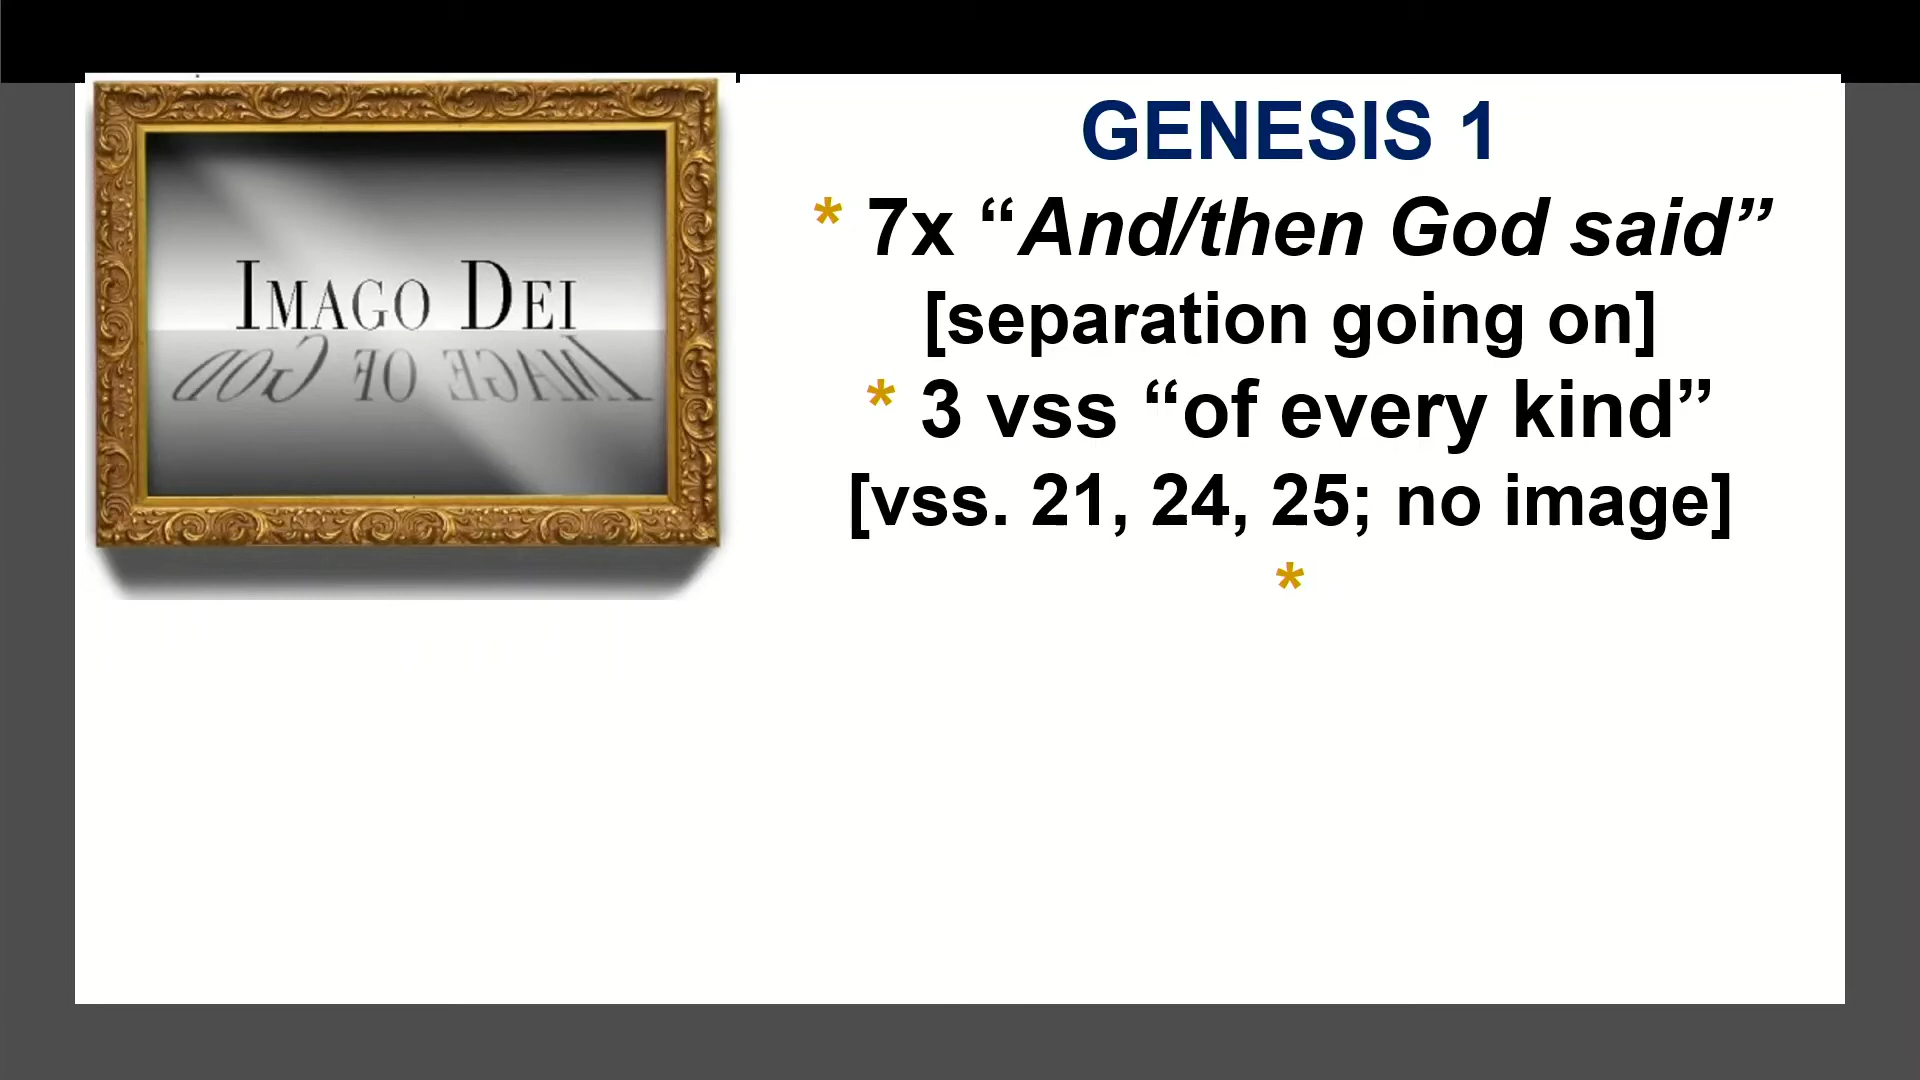 IMAGO DEI
IMAGE OF GOD
GENESIS 1
* 7x “And/then God said”
[separation going on]
* 3 vss “of every kind”
[vss. 21, 24, 25; no image]
*